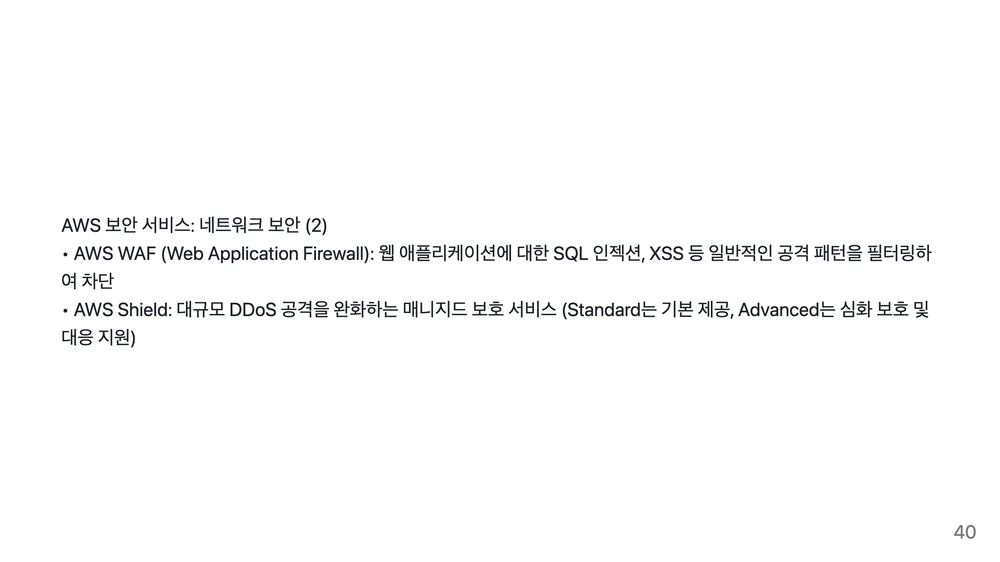 AWS 보안 서비스: 네트워크 보안 (2)
• AWS WAF (Web Application Firewall): 웹 애플리케이션에 대한 SQL 인젝션, XSS 등 일반적인 공격 패턴을 필터링하
여 차단
• AWS Shield: 대규모 DDoS 공격을 완화하는 매니지드 보호 서비스 (Standard는 기본 제공, Advanced는 심화 보호 및
대응 지원)
40